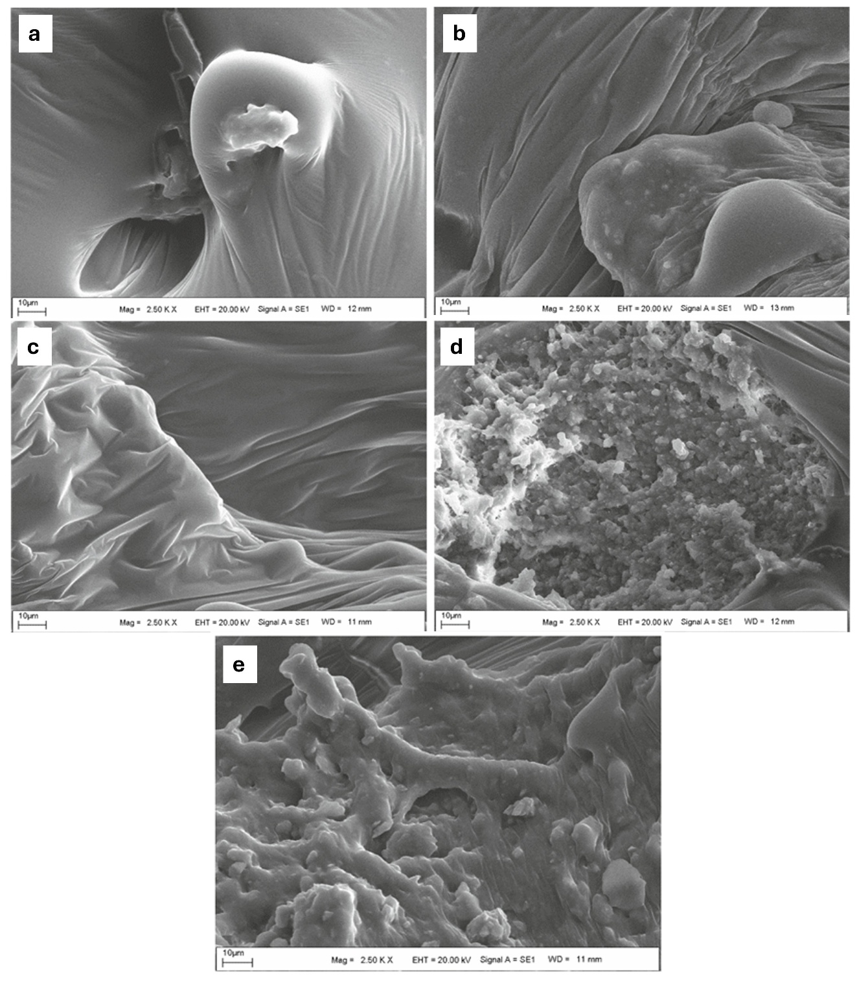 a
10µm
Mag = 2.50 K X EHT = 20.00 kV Signal A = SE1 WD = 12 mm
b
10µm
Mag = 2.50 K X EHT = 20.00 kV Signal A = SE1 WD = 13 mm
c
10µm
Mag = 2.50 K X EHT = 20.00 kV Signal A = SE1 WD = 11 mm
d
10µm
Mag = 2.50 K X EHT = 20.00 kV Signal A = SE1 WD = 12 mm
e
10µm
Mag = 2.50 K X EHT = 20.00 kV Signal A = SE1 WD = 11 mm